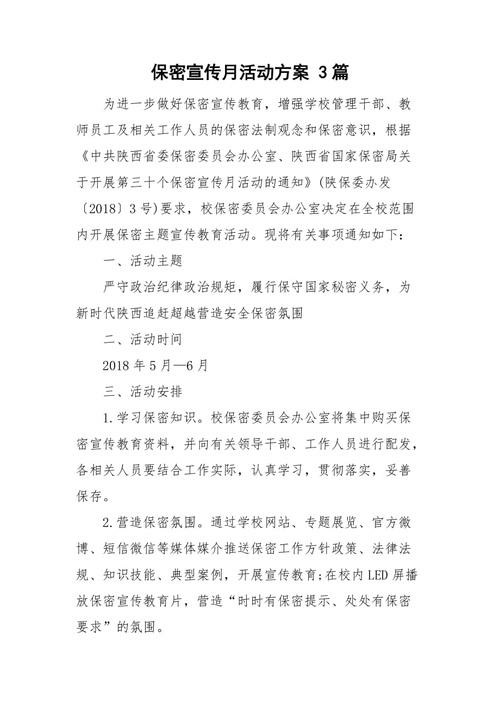 保密宣传月活动方案 3篇
为进一步做好保密宣传教育，增强学校管理干部、教
师员工及相关工作人员的保密法制观念和保密意识，根据
《中共陕西省委保密委员会办公室、陕西省国家保密局关
于开展第三十个保密宣传月活动的通知》(陕保委办发
〔2018〕3 号)要求，校保密委员会办公室决定在全校范围
内开展保密主题宣传教育活动。现将有关事项通知如下:
一、活动主题
严守政治纪律政治规矩，履行保守国家秘密义务，为
新时代陕西追赶超越营造安全保密氛围
二、活动时问
2018 年 5 月—6 月
三、活动安排
1.学习保密知识。校保密委员会办公室将集中购买保
密宣传教育资料，并向有关领导干部、工作人员进行配发，
各相关人员要结合工作实际，认真学习，贯彻落实，妥善
保存。
2.营造保密氛围。通过学校网站、专题展览、官方微
博、短信微信等媒体媒介推送保密工作方针政策、法律法
规、知识技能、典型案例，开展宣传教育;在校内 LED 屏播
放保密宣传教育片，营造“时时有保密提示、处处有保密
要求”的氛围。